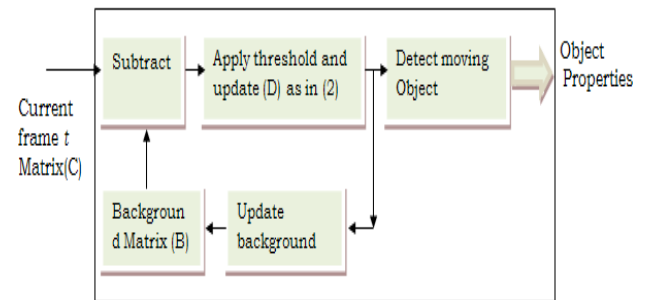 Subtract
Apply threshold and
update (D) as in (2)
Detect moving
Object
Object
Properties
Current
frame t
Matrix(C)
Backgroun
d Matrix (B)
Update
background